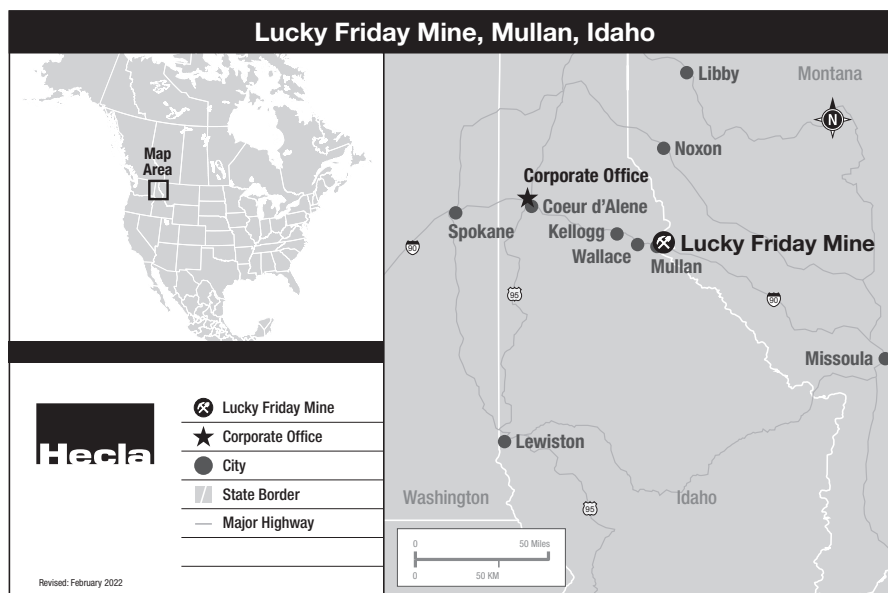 Lucky Friday Mine, Mullan, Idaho
Map
Area
Libby
Montana
N
Noxon
Corporate Office
Coeur d’Alene
Spokane
Kellogg
Lucky Friday Mine
Wallace
Mullan
90
95
90
Missoula
Lewiston
Washington
Idaho
95
0 50 Miles
0 50 KM
Hecla
Lucky Friday Mine
Corporate Office
City
State Border
Major Highway
Revised: February 2022